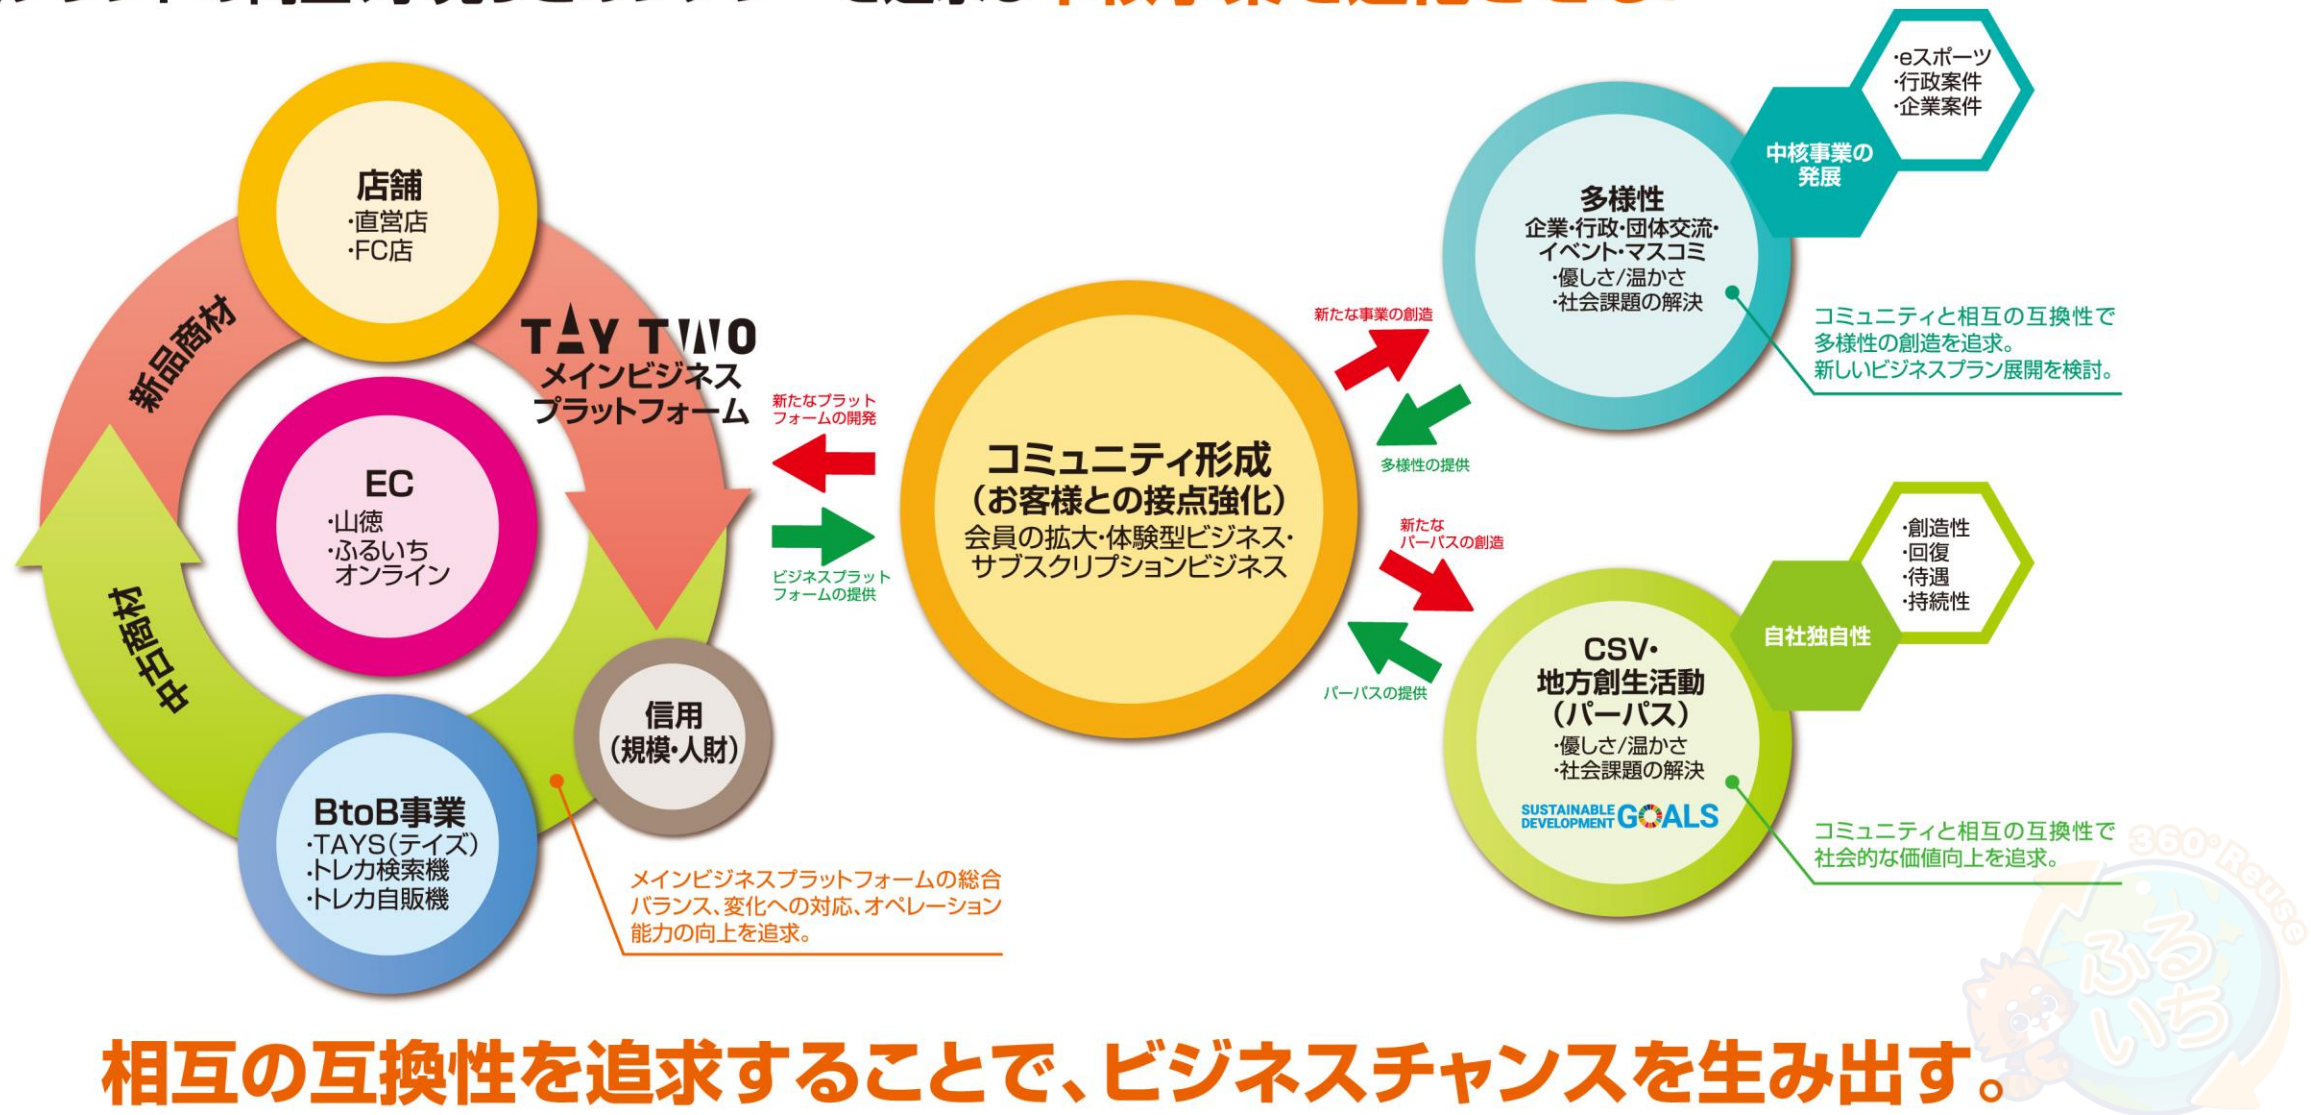 中核事業を進化させる。
店舗
・直営店
・FC店
新品商材
TAY TWO
メインビジネス
プラットフォーム
EC
・山徳
・ふるいち
オンライン
中古商材
信用
(規模・人財)
BtoB事業
・TAYS(テイズ)
・トレカ検索機
・トレカ自販機
メインビジネスプラットフォームの総合
バランス、変化への対応、オペレーション
能力の向上を追求。
新たなプラット
フォームの開発
ビジネスプラット
フォームの提供
コミュニティ形成
(お客様との接点強化)
会員の拡大・体験型ビジネス・
サブスクリプションビジネス
新たな事業の創造
多様性の提供
新たな
パーパスの創造
パーパスの提供
多様性
企業・行政・団体交流・
イベント・マスコミ
・優しさ/温かさ
・社会課題の解決
中核事業の
発展
・eスポーツ
・行政案件
・企業案件
コミュニティと相互の互換性で
多様性の創造を追求。
新しいビジネスプラン展開を検討。
CSV・
地方創生活動
(パーパス)
・優しさ/温かさ
・社会課題の解決
SUSTAINABLE
DEVELOPMENT GOALS
自社独自性
・創造性
・回復
・待遇
・持続性
コミュニティと相互の互換性で
社会的な価値向上を追求。
360°Reuse
ふる
いち
相互の互換性を追求することで、ビジネスチャンスを生み出す。